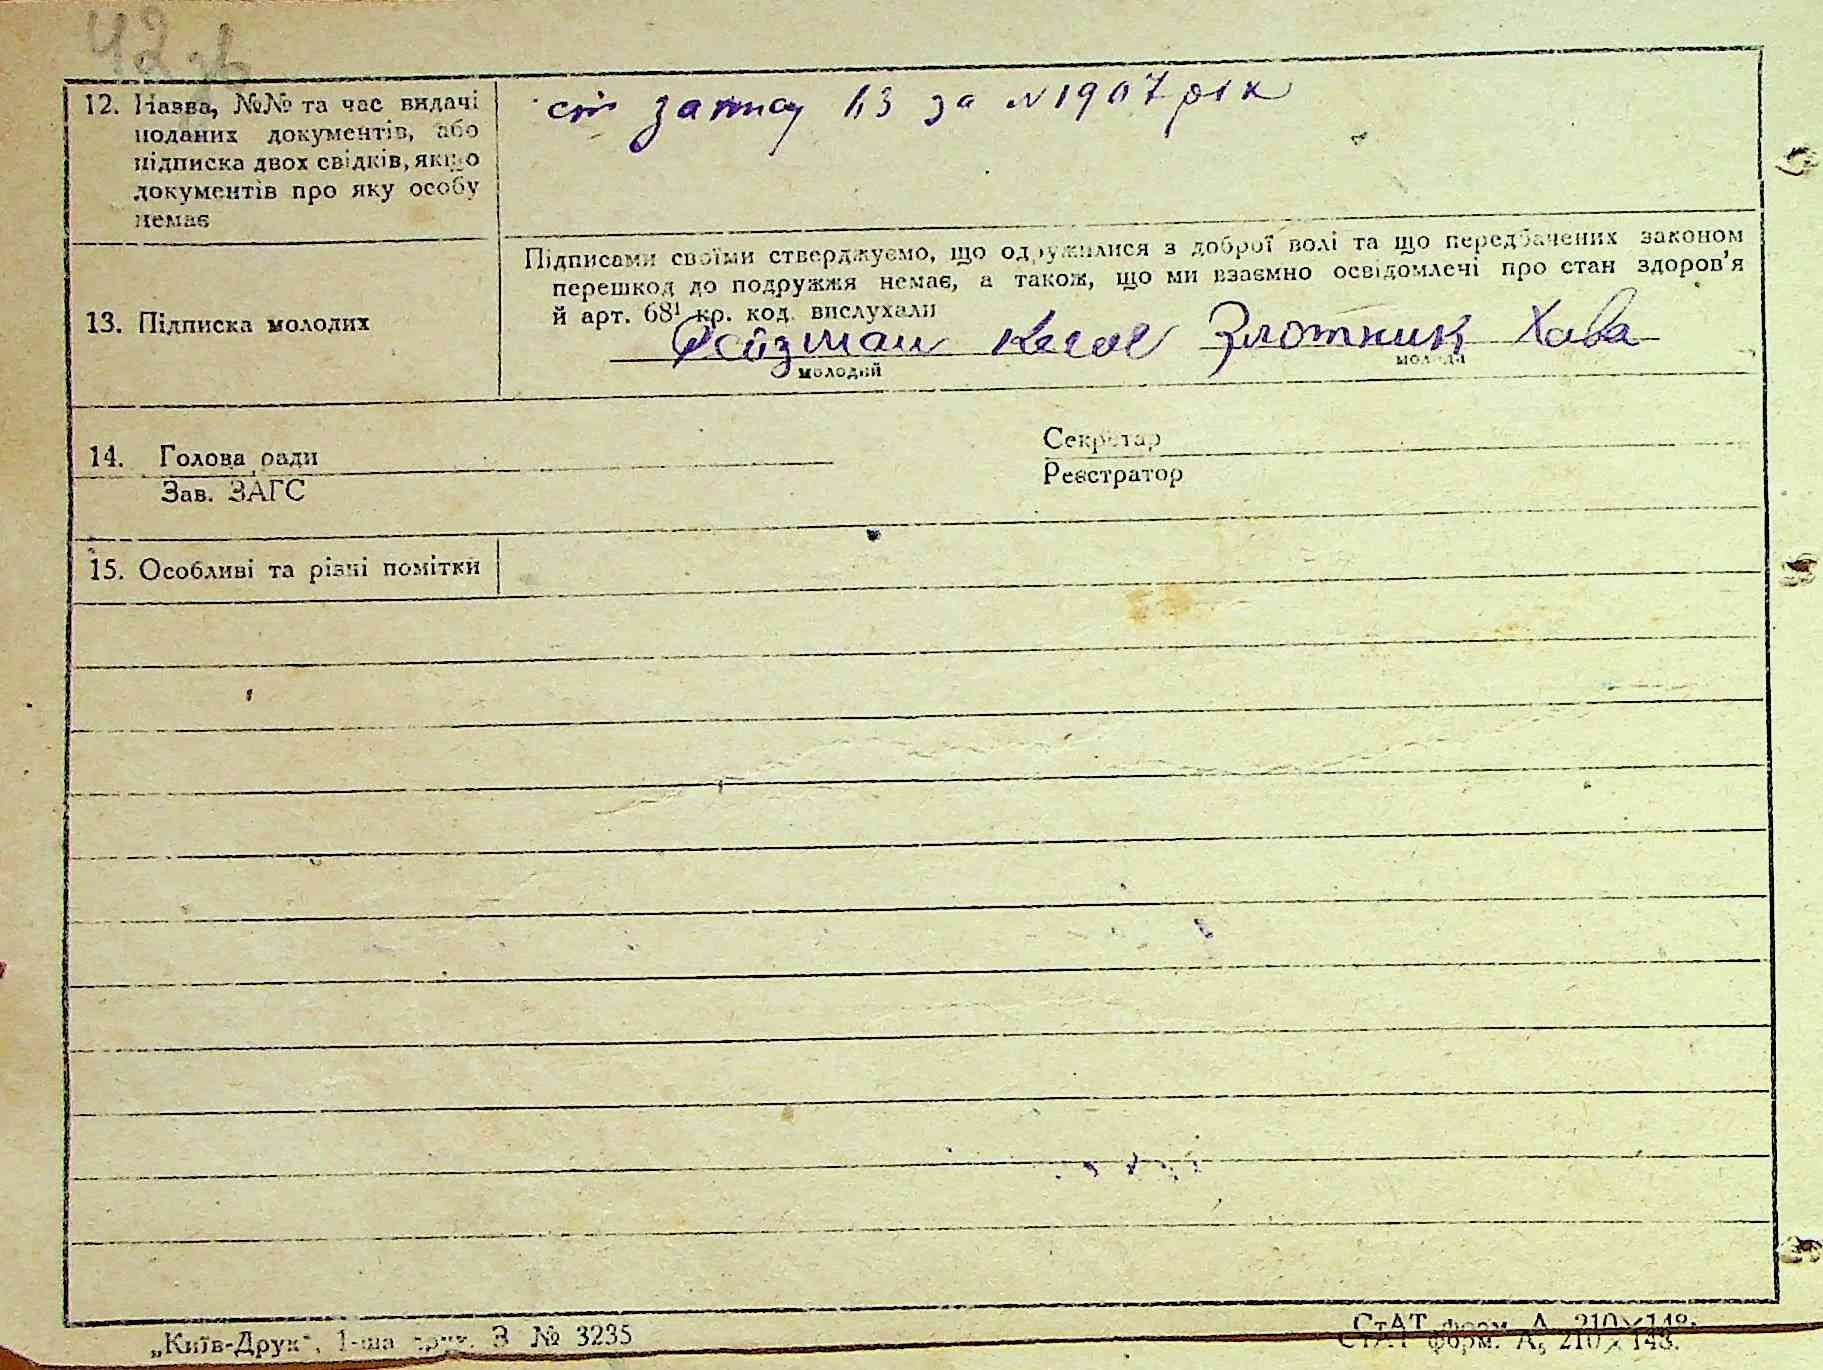 42 зв
12. Назва, №№ та час видачі
поданих документів, або
підписка двох свідків, якщо
документів про яку особу
немає
запису 13 за N 1907 рік
Підписами своїми стверджуємо, що одружилися з доброї волі та що передбачених законом
перешкод до подружжя немає, а також, що ми взаємно освідомлені про стан здоров'я
й арт. 68¹ кр. код. вислухали
13. Підписка молодих
Злотник Хава
молодий
молода
14. Голова ради
Зав. ЗАГС
Секретар
Реєстратор
15. Особливі та різні помітки
„Київ-Друк", 1-ша друк. З № 3235
СтАТ форм. А, 210×148.